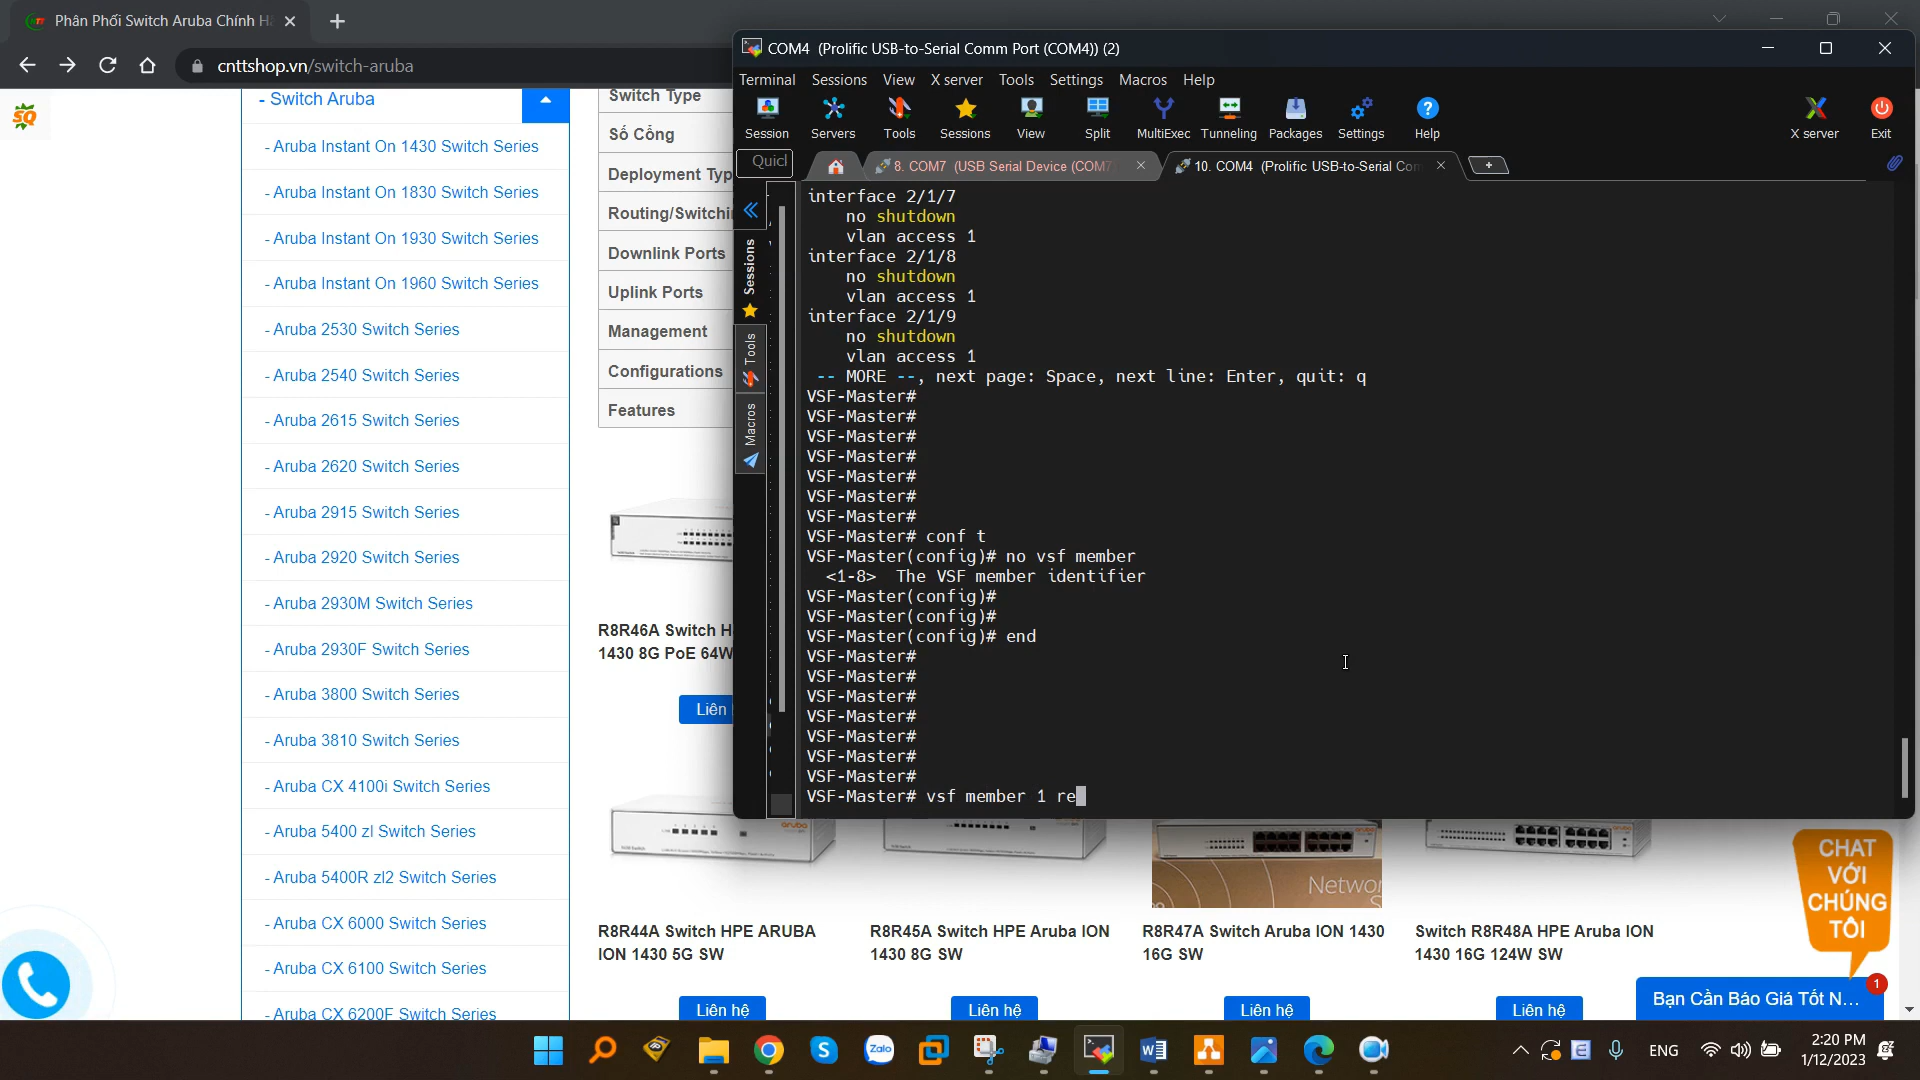 Phân Phối Switch Aruba Chính H
cnttshop.vn/switch-aruba
- Switch Aruba
- Aruba Instant On 1430 Switch Series
- Aruba Instant On 1830 Switch Series
- Aruba Instant On 1930 Switch Series
- Aruba Instant On 1960 Switch Series
- Aruba 2530 Switch Series
- Aruba 2540 Switch Series
- Aruba 2615 Switch Series
- Aruba 2620 Switch Series
- Aruba 2915 Switch Series
- Aruba 2920 Switch Series
- Aruba 2930M Switch Series
- Aruba 2930F Switch Series
- Aruba 3800 Switch Series
- Aruba 3810 Switch Series
- Aruba CX 4100i Switch Series
- Aruba 5400 zl Switch Series
- Aruba 5400R zl2 Switch Series
- Aruba CX 6000 Switch Series
- Aruba CX 6100 Switch Series
- Aruba CX 6200F Switch Series
Switch Type
Số Cổng
Deployment Typ
Routing/Switchi
Downlink Ports
Uplink Ports
Management
Configurations
Features
R8R46A Switch H
1430 8G PoE 64W
Liên
COM4 (Prolific USB-to-Serial Comm Port (COM4)) (2)
Terminal Sessions View X server Tools Settings Macros Help
Session Servers Tools Sessions View Split MultiExec Tunneling Packages Settings Help X server Exit
Quicl
8. COM7 (USB Serial Device (COM7)
10. COM4 (Prolific USB-to-Serial Co
Sessions
Tools
Macros
interface 2/1/7
no shutdown
vlan access 1
interface 2/1/8
no shutdown
vlan access 1
interface 2/1/9
no shutdown
vlan access 1
-- MORE --, next page: Space, next line: Enter, quit: q
VSF-Master#
VSF-Master#
VSF-Master#
VSF-Master#
VSF-Master#
VSF-Master#
VSF-Master#
VSF-Master# conf t
VSF-Master(config)# no vsf member
<1-8> The VSF member identifier
VSF-Master(config)#
VSF-Master(config)#
VSF-Master(config)# end
VSF-Master#
VSF-Master#
VSF-Master#
VSF-Master#
VSF-Master#
VSF-Master#
VSF-Master#
VSF-Master# vsf member 1 re
R8R44A Switch HPE ARUBA
ION 1430 5G SW
Liên hệ
R8R45A Switch HPE Aruba ION
1430 8G SW
Liên hệ
R8R47A Switch Aruba ION 1430
16G SW
Liên hệ
Switch R8R48A HPE Aruba ION
1430 16G 124W SW
Liên hệ
CHAT
VỚI
CHÚNG
TÔI
Bạn Cần Báo Giá Tốt N...
1
Zalo
ENG
2:20 PM
1/12/2023